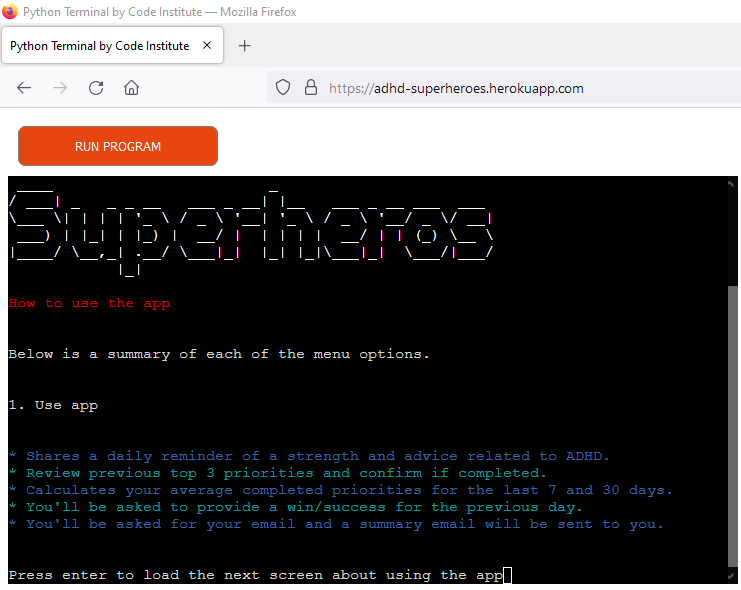 Python Terminal by Code Institute — Mozilla Firefox
Python Terminal by Code Institute
https://adhd-superheroes.herokuapp.com
RUN PROGRAM
Superheros
How to use the app
Below is a summary of each of the menu options.
1. Use app
* Shares a daily reminder of a strength and advice related to ADHD.
* Review previous top 3 priorities and confirm if completed.
* Calculates your average completed priorities for the last 7 and 30 days.
* You'll be asked to provide a win/success for the previous day.
* You'll be asked for your email and a summary email will be sent to you.
Press enter to load the next screen about using the app